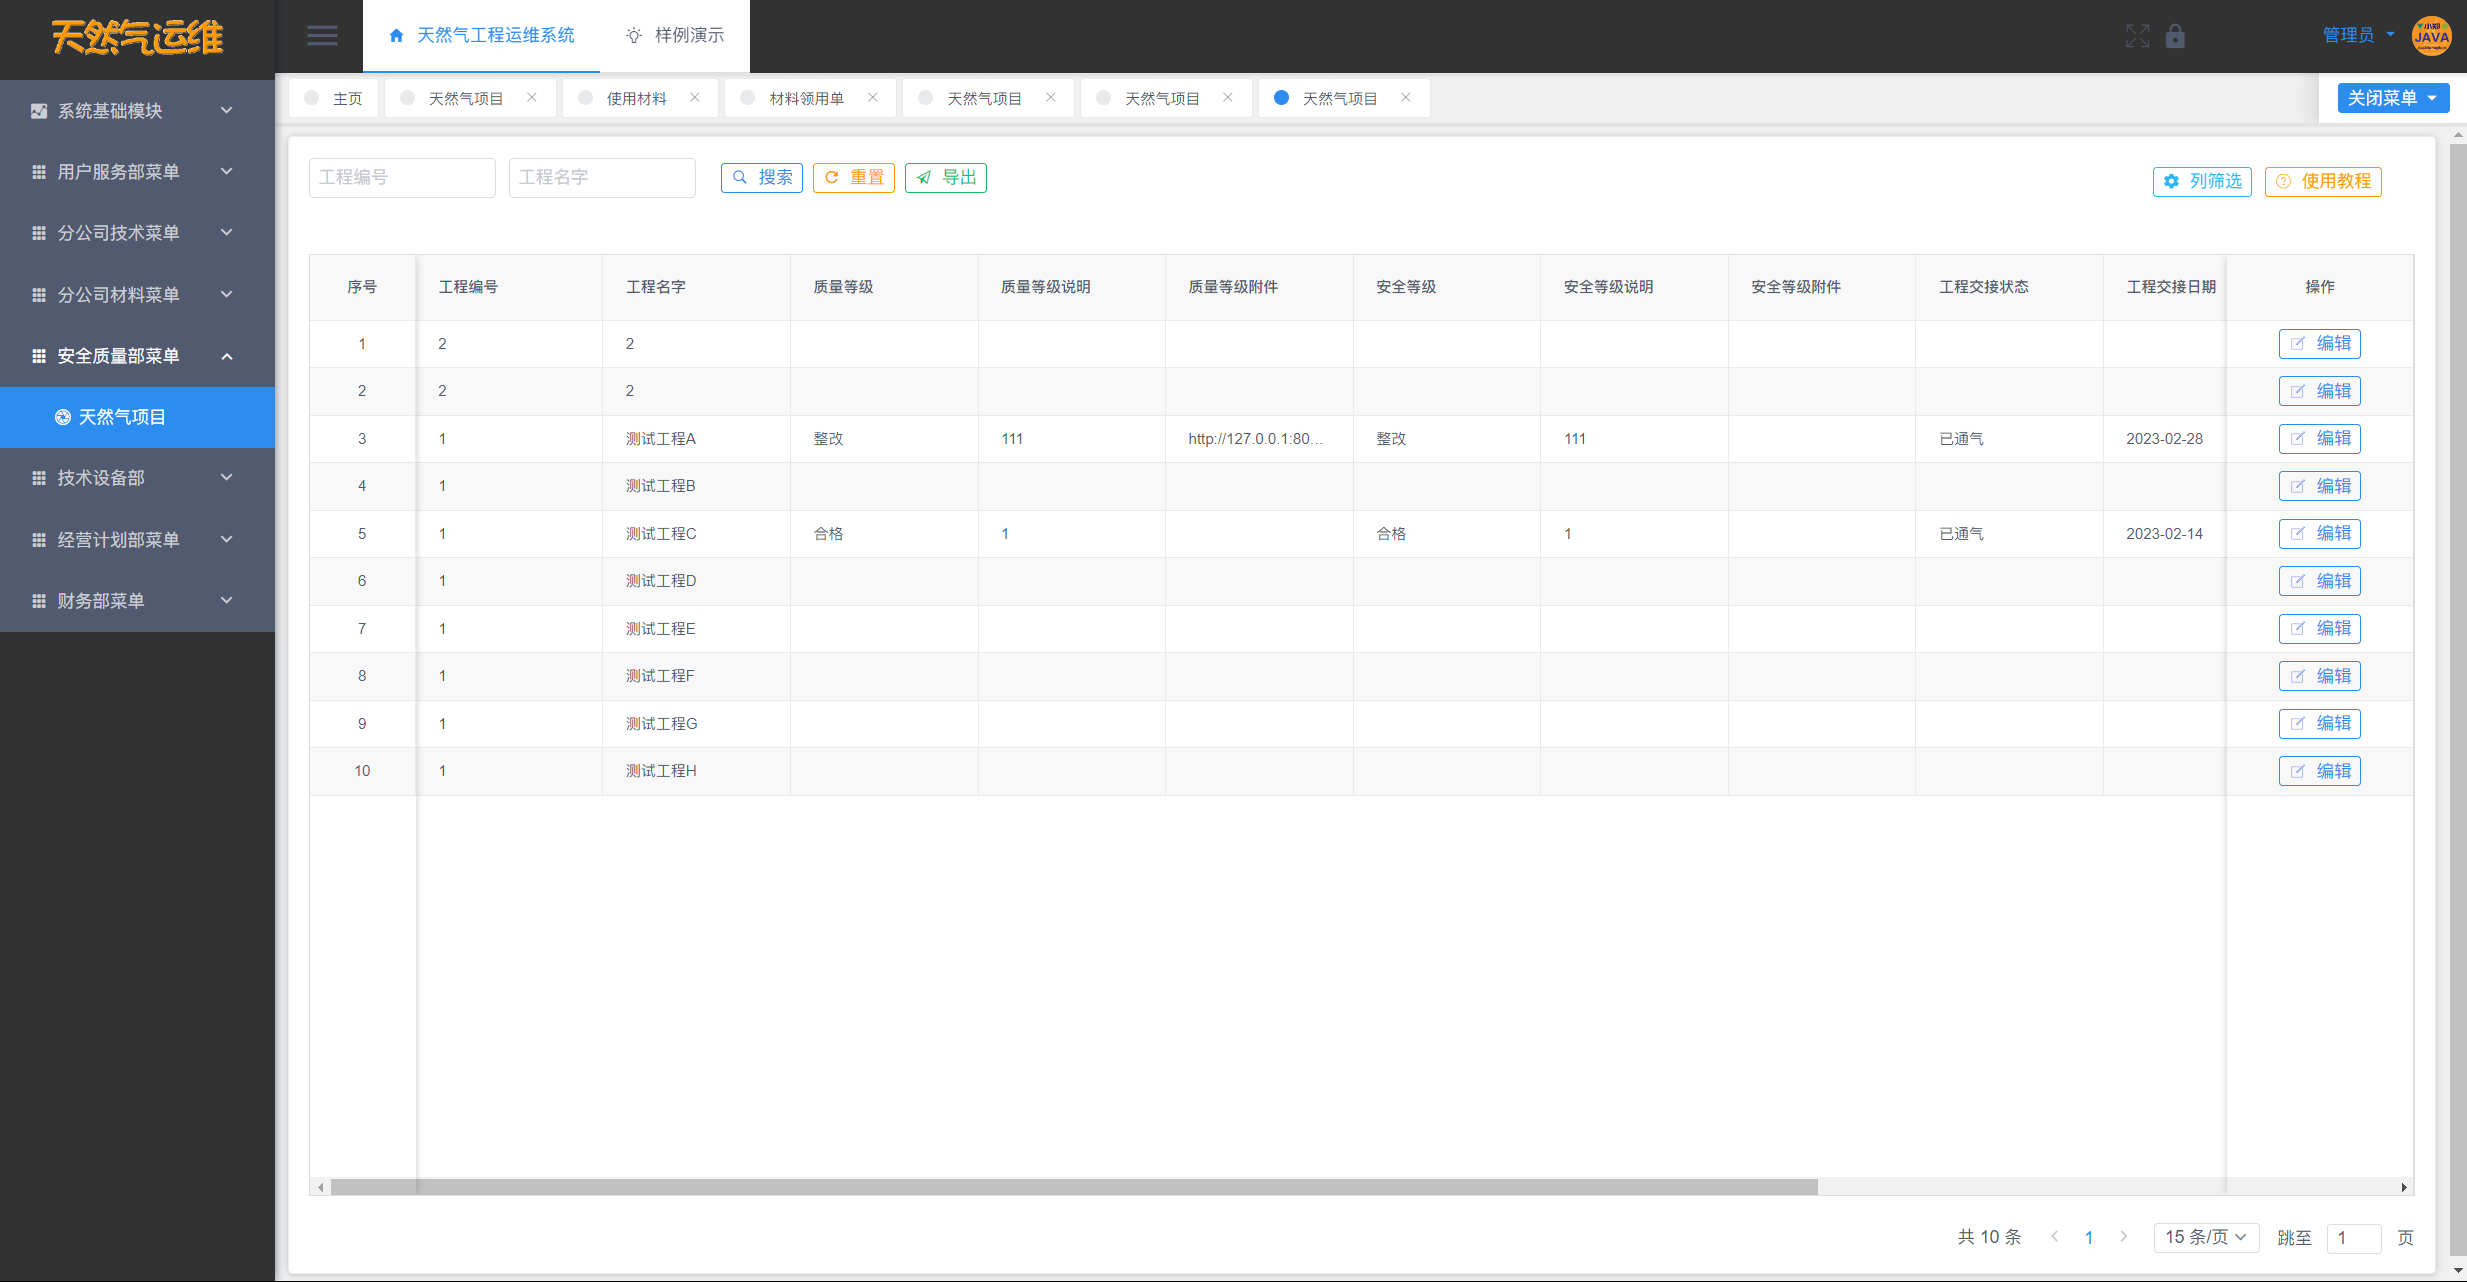 天然气运维
天然气工程运维系统 样例演示 管理员
小知 JAVA
主页 天然气项目 使用材料 材料领用单 天然气项目 天然气项目 天然气项目 关闭菜单
系统基础模块
用户服务部菜单
分公司技术菜单
分公司材料菜单
安全质量部菜单
天然气项目
技术设备部
经营计划部菜单
财务部菜单
工程编号 工程名字 搜索 重置 导出 列筛选 使用教程
序号 工程编号 工程名字 质量等级 质量等级说明 质量等级附件 安全等级 安全等级说明 安全等级附件 工程交接状态 工程交接日期 操作
1 2 2 编辑
2 2 2 编辑
3 1 测试工程A 整改 111 http://127.0.0.1:80... 整改 111 已通气 2023-02-28 编辑
4 1 测试工程B 编辑
5 1 测试工程C 合格 1 合格 1 已通气 2023-02-14 编辑
6 1 测试工程D 编辑
7 1 测试工程E 编辑
8 1 测试工程F 编辑
9 1 测试工程G 编辑
10 1 测试工程H 编辑
共 10 条 1 15 条/页 跳至 1 页